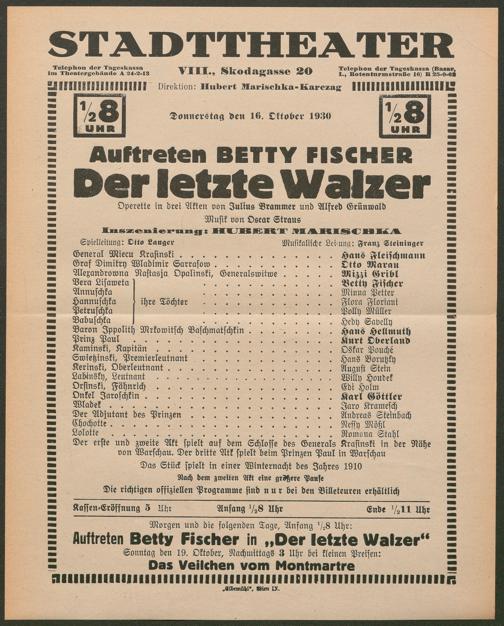 STADTTHEATER
Telephon der Tageskassa
im Theatergebäude A 24-2-13
VIII., Skodagasse 20
Telephon der Tageskassa (Bazar,
I., Rotenturmstraße 16) R 25-0-62
Direktion: Hubert Marischka-Karczag
1/2 8
UHR
Donnerstag den 16. Oktober 1930
1/2 8
UHR
Auftreten BETTY FISCHER
Der letzte Walzer
Operette in drei Akten von Julius Brammer und Alfred Grünwald
Musik von Oscar Straus
Inszenierung: HUBERT MARISCHKA
Spielleitung: Otto Langer
Musikalische Leitung: Franz Steininger
General Miecu Krasinski Hans Fleischmann
Graf Dimitry Wladimir Sarrasow Otto Maran
Alexandrowna Nastasja Opalinski, Generalswitwe Mizzi Gribl
Vera Lisaweta Betty Fischer
Annuschka Minna Petter
Hannuschka ihre Töchter Flora Floriani
Petruschka Polly Müller
Babuschka Hedy
Baron Ippolith Mrkowitsch Baschmatschkin Hans Hellmuth
Prinz Paul Kurt Oberland
Kaminski, Kapitän Oskar Pouché
Swietzinski, Premierleutnant Hans Borutzky
Kerinski, Oberleutnant August Stein
Labinsky, Leutnant Willy Hondek
Orsinski, Fähnrich Edi Holm
Onkel Jaroschkin Karl Göttler
Wladek Jaro Kramesch
Der Adjutant des Prinzen Andreas Steinbach
Chochotte Neffy Mößl
Lolotte Romona Stahl
Der erste und zweite Akt spielt auf dem Schlosse des Generals Krasinski in der Nähe
von Warschau. Der dritte Akt spielt beim Prinzen Paul in Warschau
Das Stück spielt in einer Winternacht des Jahres 1910
Nach dem zweiten Akt eine größere Pause
Die richtigen offiziellen Programme sind nur bei den Billeteuren erhältlich
Kassen-Eröffnung 5 Uhr Anfang 1/2 8 Uhr Ende 1/2 11 Uhr
Morgen und die folgenden Tage, Anfang 1/2 8 Uhr:
Auftreten Betty Fischer in „Der letzte Walzer"
Sonntag den 19. Oktober, Nachmittags 3 Uhr bei kleinen Preisen:
Das Veilchen vom Montmartre
Wien IX.